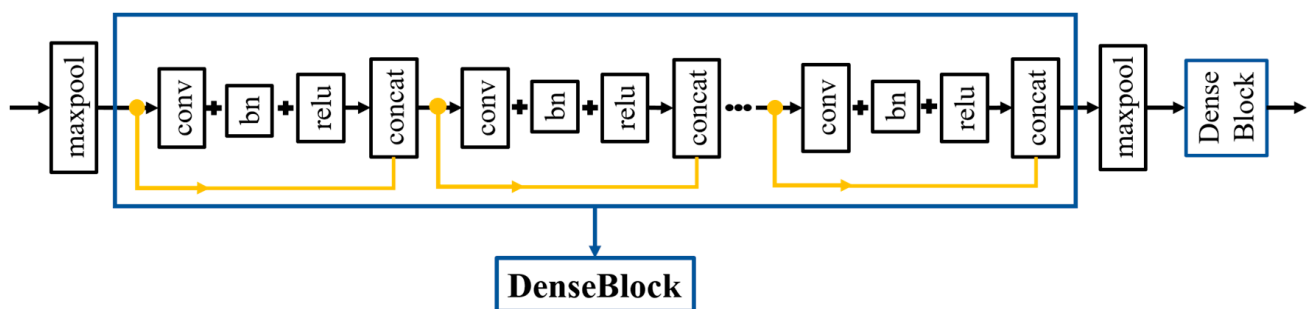 maxpool
conv
bn
relu
concat
conv
bn
relu
concat
conv
bn
relu
concat
maxpool
Dense
Block
DenseBlock